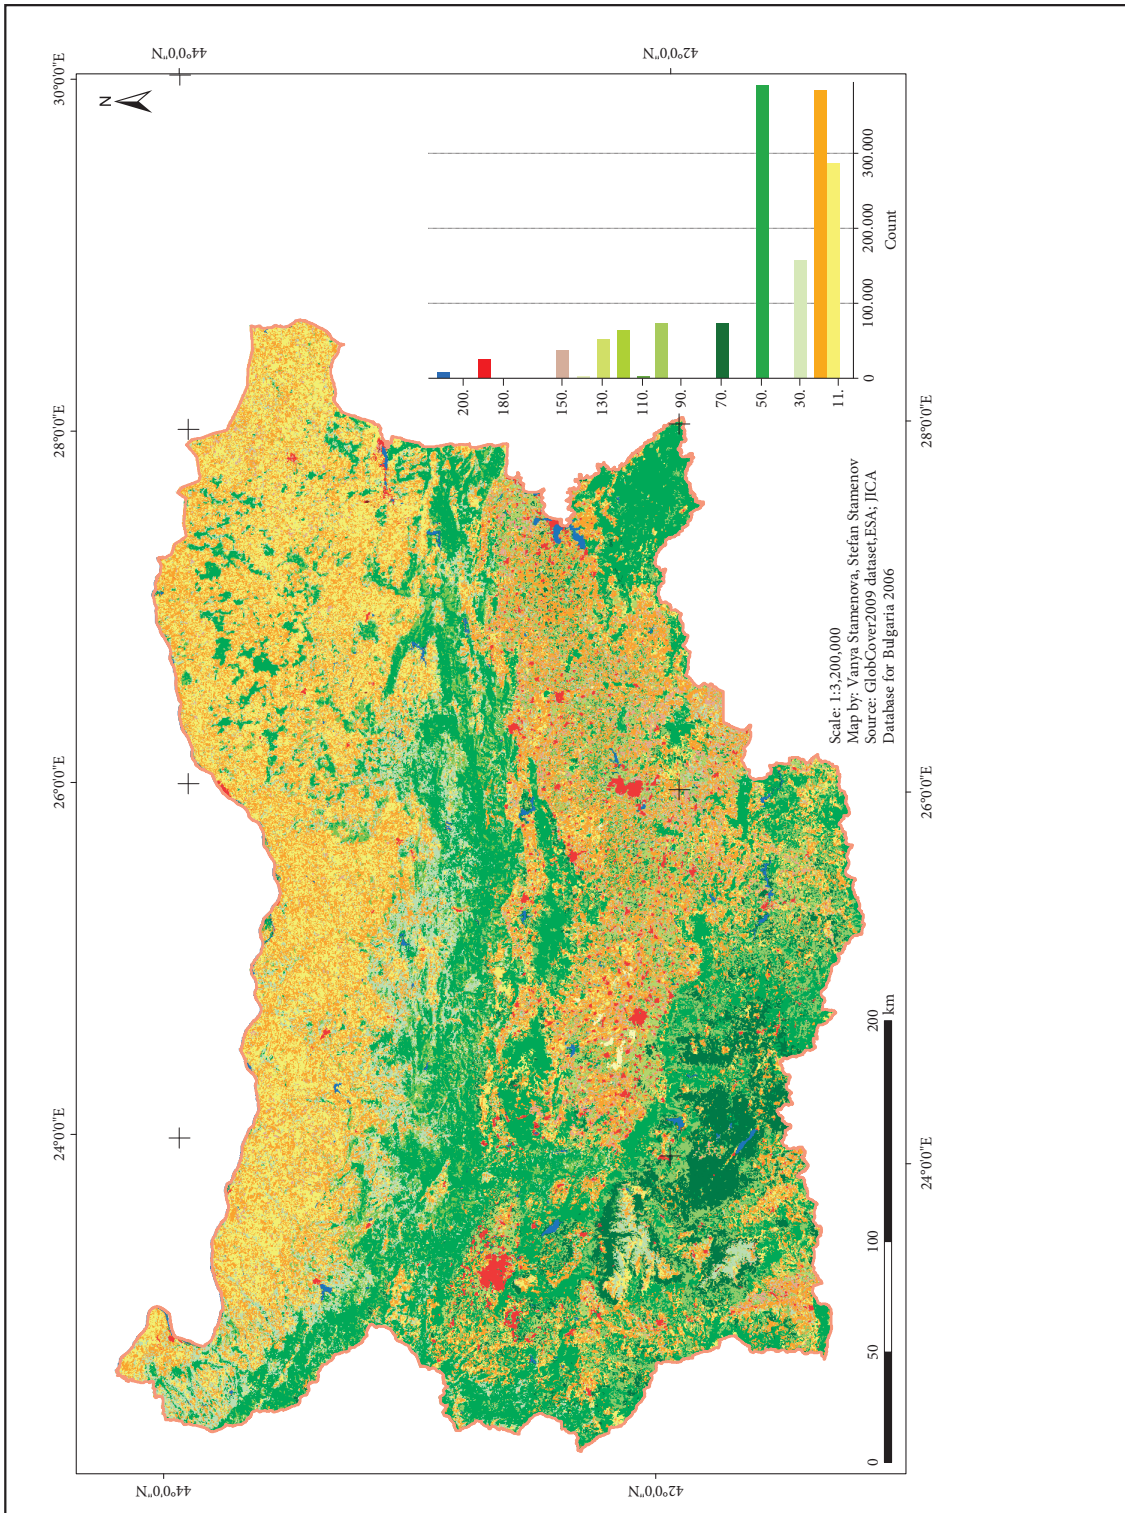 30°0'0"E
28°0'0"E
26°0'0"E
24°0'0"E
44°0'0"N
42°0'0"N
44°0'0"N
42°0'0"N
28°0'0"E
26°0'0"E
24°0'0"E
N
200.
180.
150.
130.
110.
90.
70.
50.
30.
11.
0
100.000
200.000
300.000
Count
Scale: 1:3,200,000
Map by: Vanya Stamenova, Stefan Stamenov
Source: GlobCover2009 dataset,ESA; JICA
Database for Bulgaria 2006
0
50
100
200
km